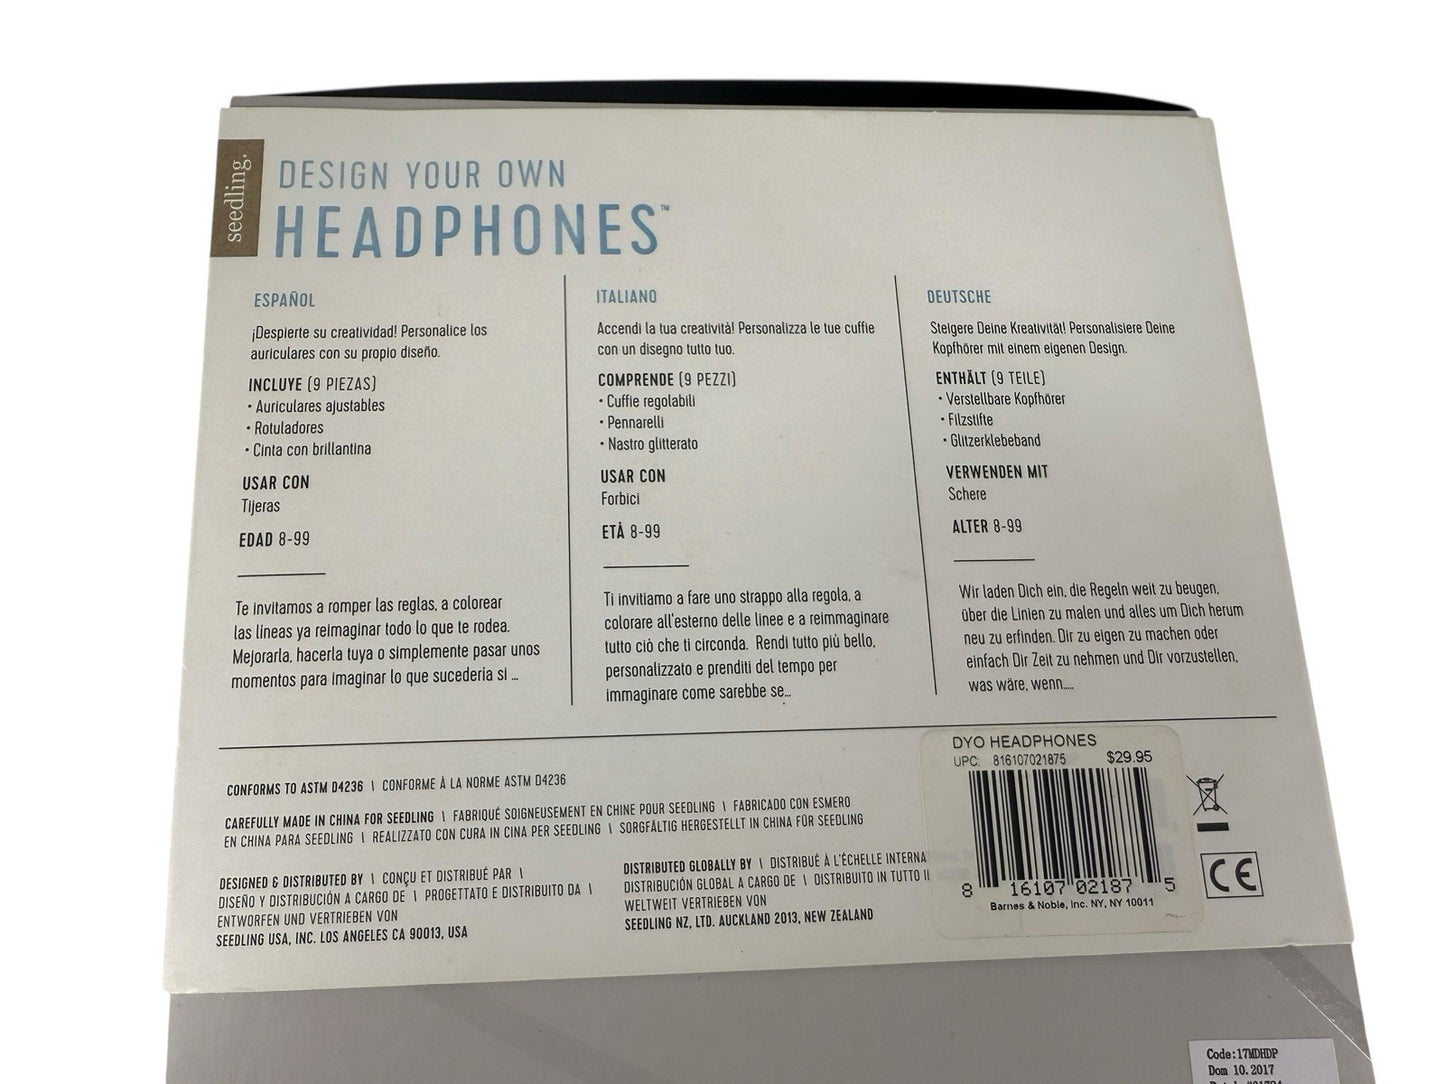 seedling.
DESIGN YOUR OWN
HEADPHONES™
ESPAÑOL
¡Despierte su creatividad! Personalice los
auriculares con su propio diseño.
INCLUYE (9 PIEZAS)
• Auriculares ajustables
• Rotuladores
• Cinta con brillantina
USAR CON
Tijeras
EDAD 8-99
Te invitamos a romper las reglas, a colorear
las líneas ya reimaginar todo lo que te rodea.
Mejorarla, hacerla tuya o simplemente pasar unos
momentos para imaginar lo que sucedería si ...
ITALIANO
Accendi la tua creatività! Personalizza le tue cuffie
con un disegno tutto tuo.
COMPRENDE (9 PEZZI)
• Cuffie regolabili
• Pennarelli
• Nastro glitterato
USAR CON
Forbici
ETÀ 8-99
Ti invitiamo a fare uno strappo alla regola, a
colorare all'esterno delle linee e a reimmaginare
tutto ciò che ti circonda. Rendi tutto più bello,
personalizzato e prenditi del tempo per
immaginare come sarebbe se...
DEUTSCHE
Steigere Deine Kreativität! Personalisiere Deine
Kopfhörer mit einem eigenen Design.
ENTHÄLT (9 TEILE)
• Verstellbare Kopfhörer
• Filzstifte
• Glitzerklebeband
VERWENDEN MIT
Schere
ALTER 8-99
Wir laden Dich ein, die Regeln weit zu beugen,
über die Linien zu malen und alles um Dich herum
neu zu erfinden. Dir zu eigen zu machen oder
einfach Dir Zeit zu nehmen und Dir vorzustellen,
was wäre, wenn.....
CONFORMS TO ASTM D4236 | CONFORME À LA NORME ASTM D4236
CAREFULLY MADE IN CHINA FOR SEEDLING | FABRIQUÉ SOIGNEUSEMENT EN CHINE POUR SEEDLING | FABRICADO CON ESMERO
EN CHINA PARA SEEDLING | REALIZZATO CON CURA IN CINA PER SEEDLING | SORGFÄLTIG HERGESTELLT IN CHINA FÜR SEEDLING
DESIGNED & DISTRIBUTED BY | CONÇU ET DISTRIBUÉ PAR |
DISEÑO Y DISTRIBUCIÓN A CARGO DE | PROGETTATO E DISTRIBUITO DA |
ENTWORFEN UND VERTRIEBEN VON
SEEDLING USA, INC. LOS ANGELES CA 90013, USA
DISTRIBUTED GLOBALLY BY | DISTRIBUÉ À L'ÉCHELLE INTERNA
DISTRIBUCIÓN GLOBAL A CARGO DE | DISTRIBUITO IN TUTTO
WELTWEIT VERTRIEBEN VON
SEEDLING NZ, LTD. AUCKLAND 2013, NEW ZEALAND
DYO HEADPHONES
UPC: 816107021875 $29.95
8 16107 02187 5
Barnes & Noble, Inc. NY, NY 10011
CE
Code:17MDHDP
Dom 10.2017